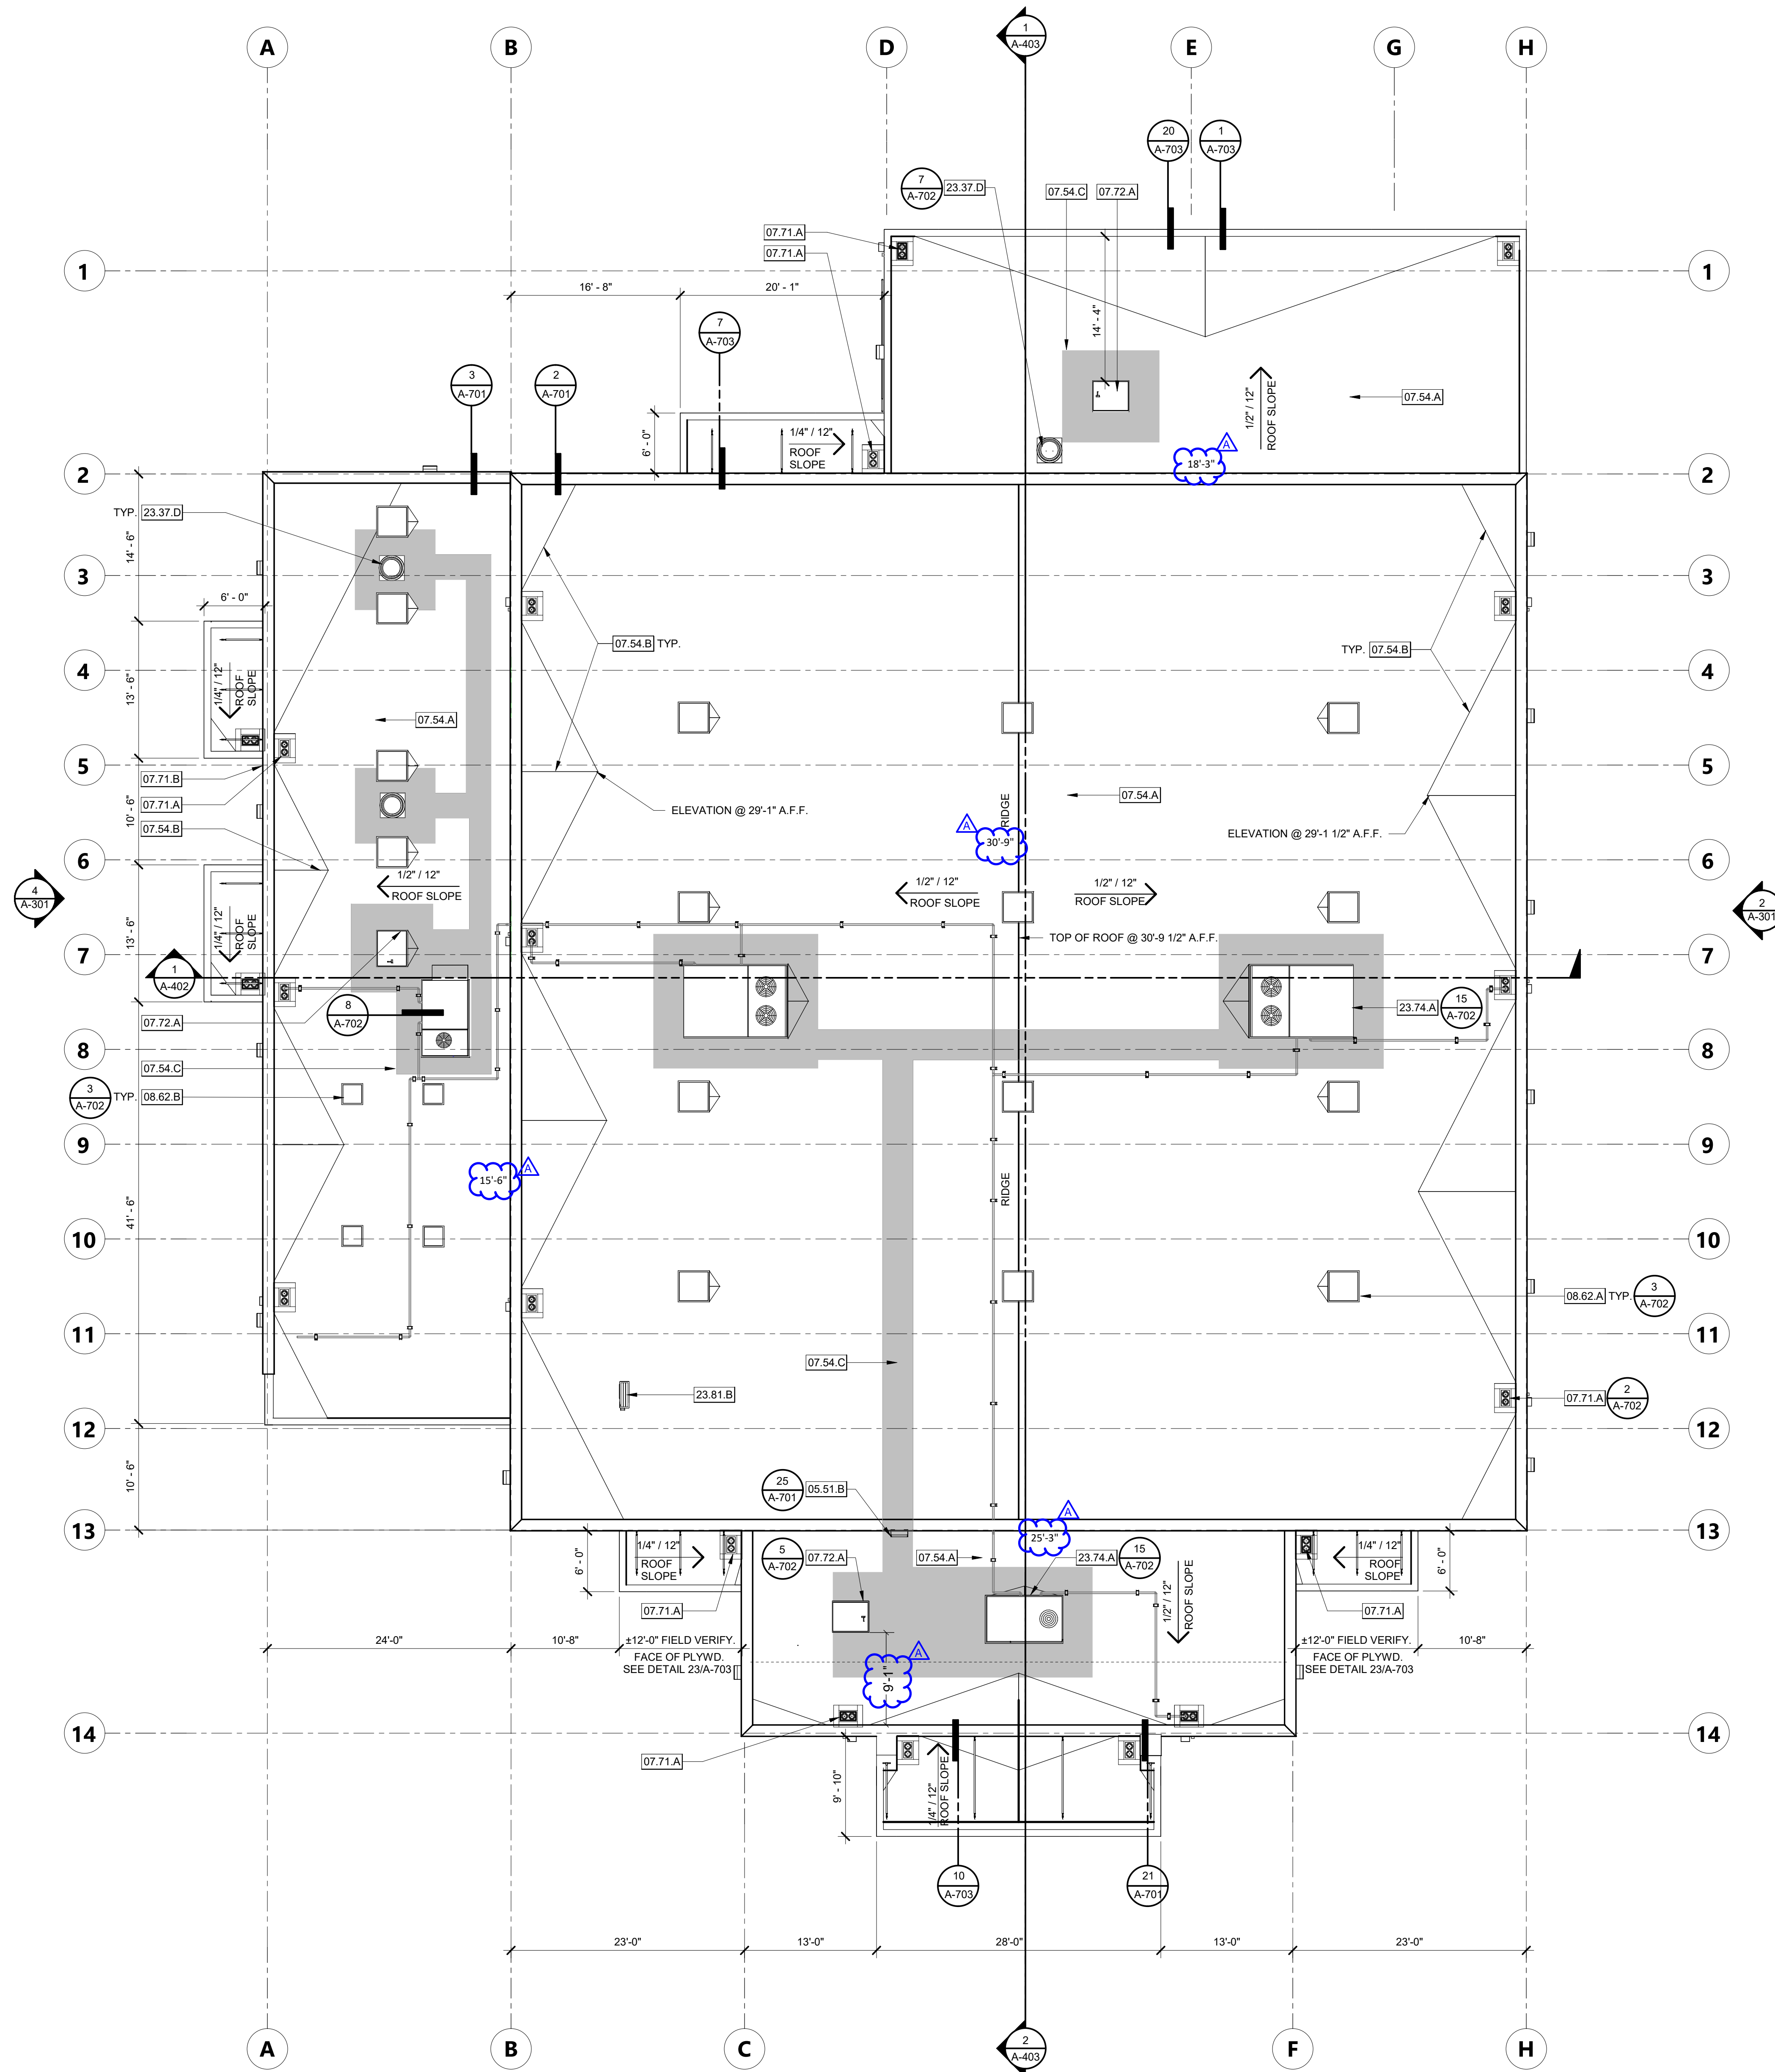 A
B
D
1
A-403
E
G
H
20
A-703
1
A-703
7
A-702
23.37.D
07.54.C
07.72.A
07.71.A
07.71.A
1
1
16' - 8"
20' - 1"
14' - 4"
7
A-703
3
A-701
2
A-701
1/2" / 12"
ROOF SLOPE
07.54.A
6' - 0"
1/4" / 12"
ROOF
SLOPE
A
18'-3"
2
2
TYP.
23.37.D
14' - 6"
3
3
6' - 0"
07.54.B
TYP.
TYP.
07.54.B
4
4
13' - 6"
1/4" / 12"
ROOF
SLOPE
07.54.A
5
5
07.71.B
07.71.A
10' - 6"
07.54.B
ELEVATION @ 29'-1" A.F.F.
RIDGE
07.54.A
A
30'-9"
ELEVATION @ 29'-1 1/2" A.F.F.
6
6
4
A-301
1/2" / 12"
ROOF SLOPE
1/2" / 12"
ROOF SLOPE
1/2" / 12"
ROOF SLOPE
2
A-301
13' - 6"
1/4" / 12"
ROOF
SLOPE
TOP OF ROOF @ 30'-9 1/2" A.F.F.
7
7
1
A-402
07.72.A
8
A-702
23.74.A
15
A-702
8
8
07.54.C
3
A-702
TYP.
08.62.B
9
9
A
15'-6"
RIDGE
41' - 6"
10
10
08.62.A
TYP.
3
A-702
11
11
07.54.C
23.81.B
07.71.A
2
A-702
12
12
10' - 6"
25
A-701
05.51.B
A
25'-3"
13
13
6' - 0"
1/4" / 12"
ROOF
SLOPE
5
A-702
07.72.A
07.54.A
23.74.A
15
A-702
1/2" / 12"
ROOF SLOPE
1/4" / 12"
ROOF
SLOPE
6' - 0"
07.71.A
07.71.A
24'-0"
10'-8"
±12'-0" FIELD VERIFY.
FACE OF PLYWD.
SEE DETAIL 23/A-703
A
9'-1"
±12'-0" FIELD VERIFY.
FACE OF PLYWD.
SEE DETAIL 23/A-703
10'-8"
14
14
07.71.A
9' - 10"
1/4" / 12"
ROOF SLOPE
10
A-703
21
A-701
23'-0"
13'-0"
28'-0"
13'-0"
23'-0"
A
B
C
2
A-403
F
H